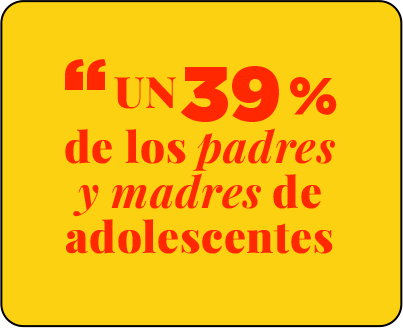 “ UN 39 %
de los padres
y madres de
adolescentes